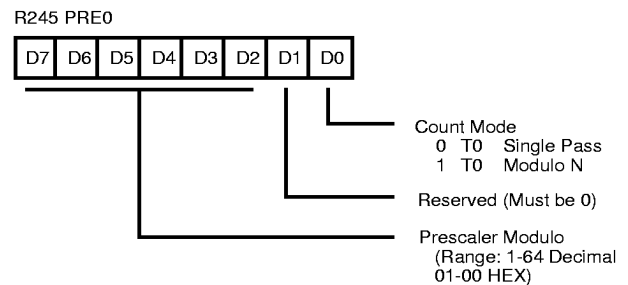 R245 PRE0
D7 D6 D5 D4 D3 D2 D1 D0
Count Mode
0 T0 Single Pass
1 T0 Modulo N
Reserved (Must be 0)
Prescaler Modulo
(Range: 1-64 Decimal
01-00 HEX)